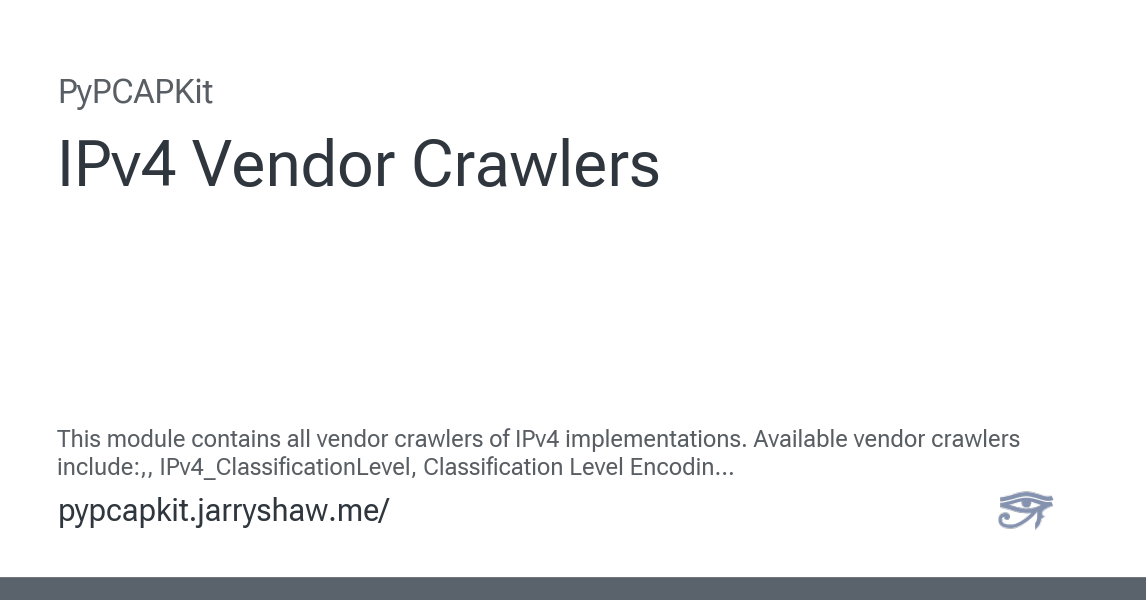 PyPCAPKit
IPv4 Vendor Crawlers
This module contains all vendor crawlers of IPv4 implementations. Available vendor crawlers
include:,, IPv4_ClassificationLevel, Classification Level Encodin...
pypcapkit.jarryshaw.me/